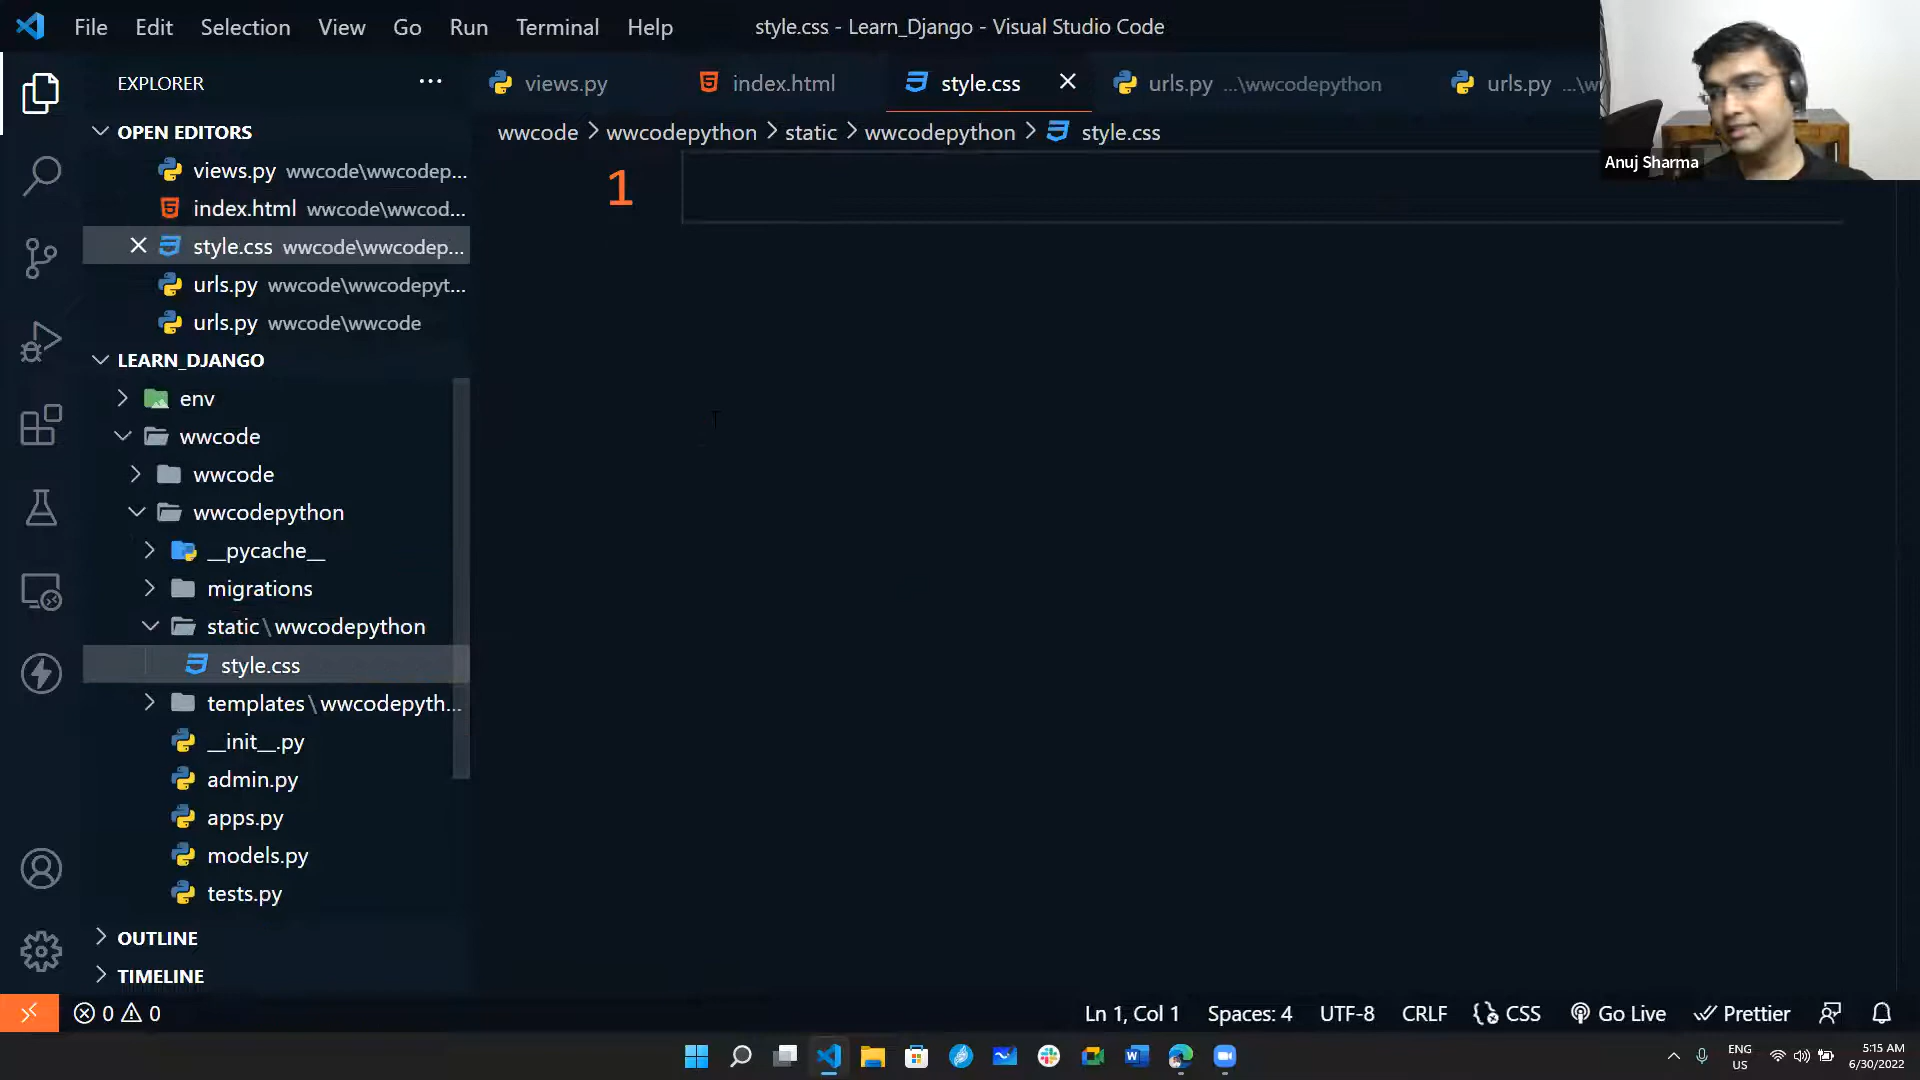 File Edit Selection View Go Run Terminal Help
style.css - Learn_Django - Visual Studio Code
EXPLORER
OPEN EDITORS
views.py wwcode\wwcodep...
index.html wwcode\wwcod...
style.css wwcode\wwcodep...
urls.py wwcode\wwcodepyt...
urls.py wwcode\wwcode
LEARN_DJANGO
env
wwcode
wwcode
wwcodepython
__pycache__
migrations
static\wwcodepython
style.css
templates\wwcodepyth...
__init__.py
admin.py
apps.py
models.py
tests.py
OUTLINE
TIMELINE
views.py index.html style.css urls.py ...\wwcodepython urls.py ...\w
wwcode > wwcodepython > static > wwcodepython > style.css
1
Anuj Sharma
0 0
Ln 1, Col 1 Spaces: 4 UTF-8 CRLF CSS Go Live Prettier
ENG
US
5:15 AM
6/30/2022